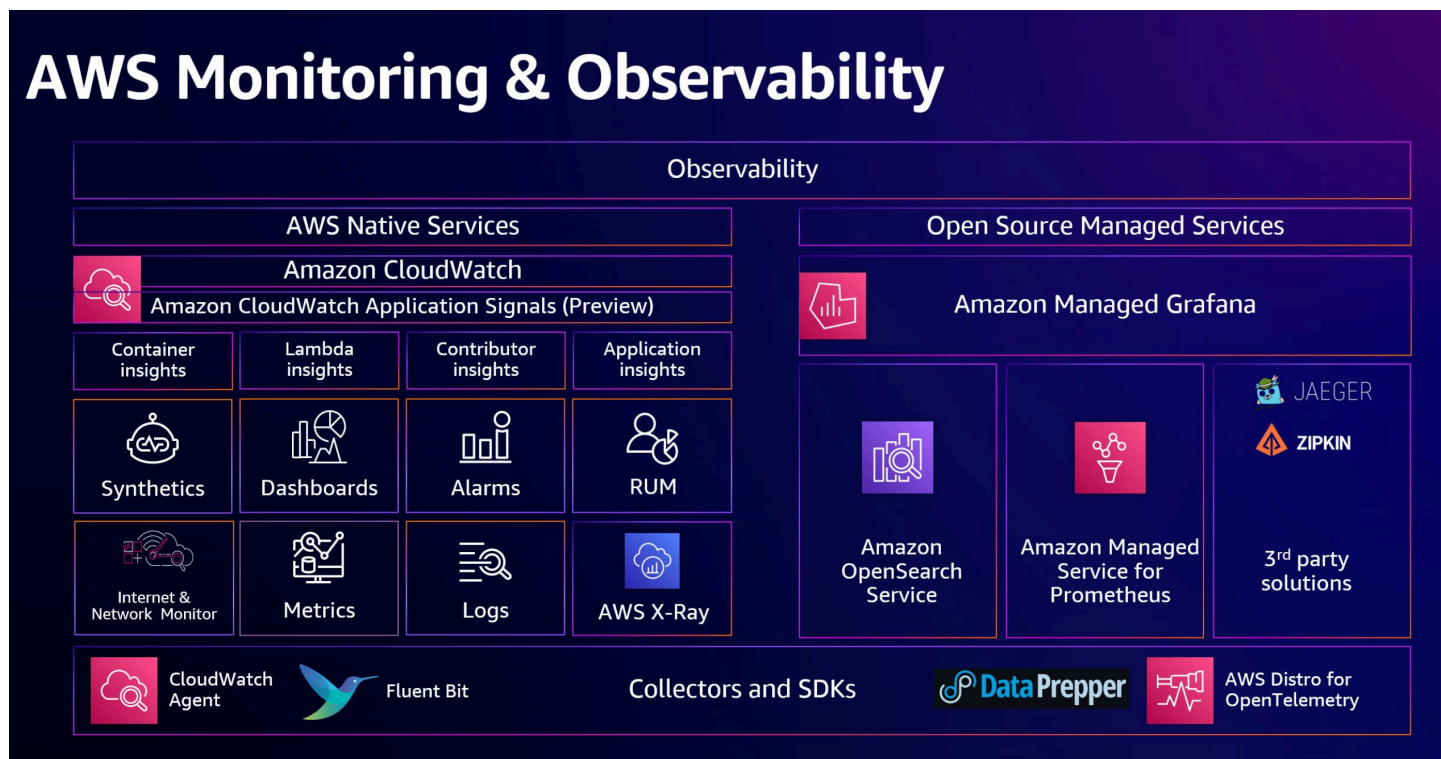 AWS Monitoring & Observability
Observability
AWS Native Services
Open Source Managed Services
Amazon CloudWatch
Amazon CloudWatch Application Signals (Preview)
Amazon Managed Grafana
Container
insights
Lambda
insights
Contributor
insights
Application
insights
Synthetics
Dashboards
Alarms
RUM
Internet &
Network Monitor
Metrics
Logs
AWS X-Ray
Amazon
OpenSearch
Service
Amazon Managed
Service for
Prometheus
JAEGER
ZIPKIN
3rd party
solutions
CloudWatch
Agent
Fluent Bit
Collectors and SDKs
Data Prepper
AWS Distro for
OpenTelemetry